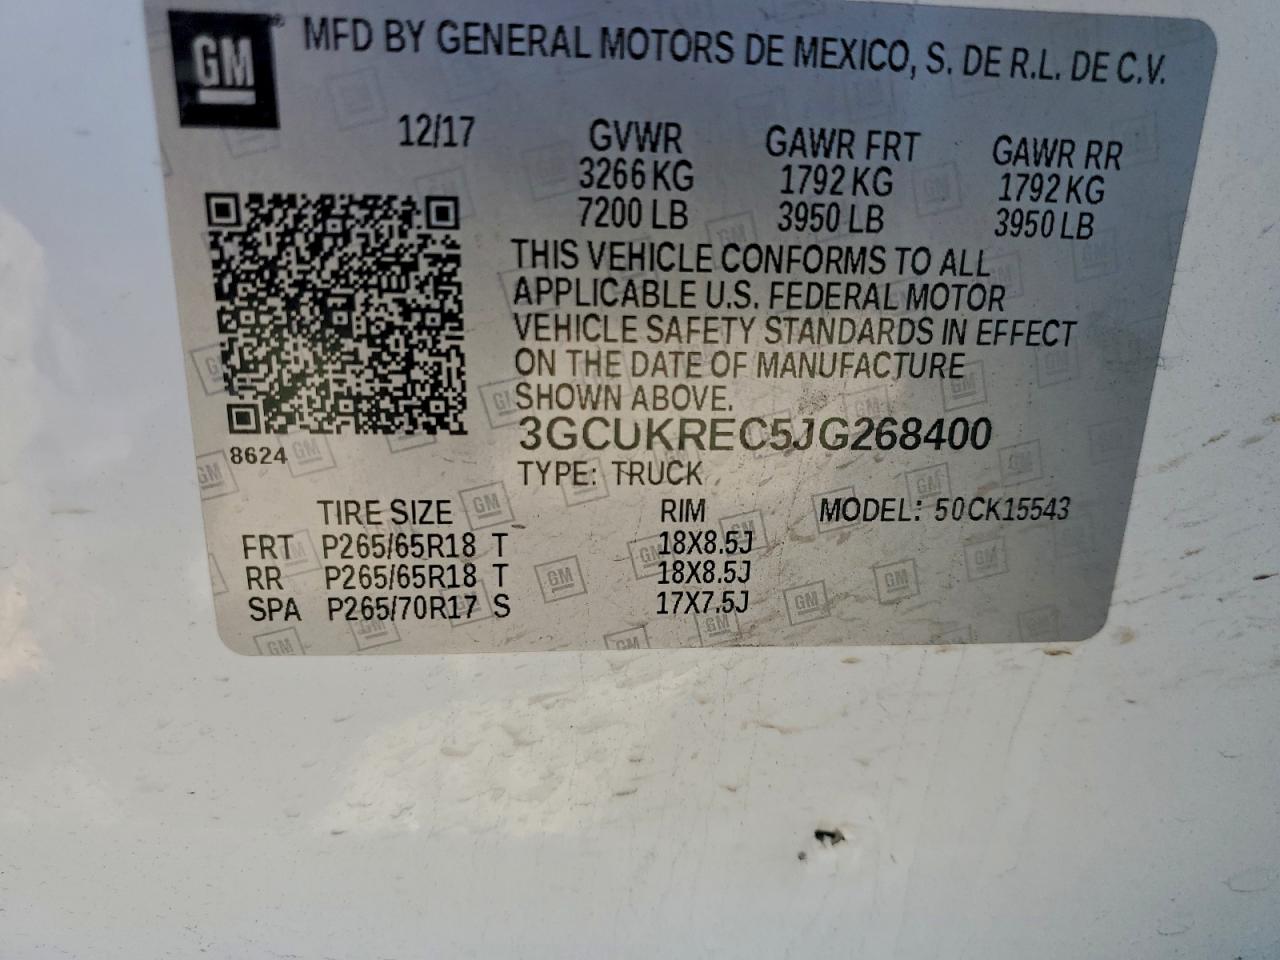 GM® MFD BY GENERAL MOTORS DE MEXICO, S. DE R.L. DE C.V.
12/17 GVWR GAWR FRT GAWR RR
3266 KG 1792 KG 1792 KG
7200 LB 3950 LB 3950 LB
THIS VEHICLE CONFORMS TO ALL
APPLICABLE U.S. FEDERAL MOTOR
VEHICLE SAFETY STANDARDS IN EFFECT
ON THE DATE OF MANUFACTURE
SHOWN ABOVE.
3GCUKREC5JG268400
8624
TYPE: TRUCK
TIRE SIZE RIM MODEL: 50CK15543
FRT P265/65R18 T 18X8.5J
RR P265/65R18 T 18X8.5J
SPA P265/70R17 S 17X7.5J